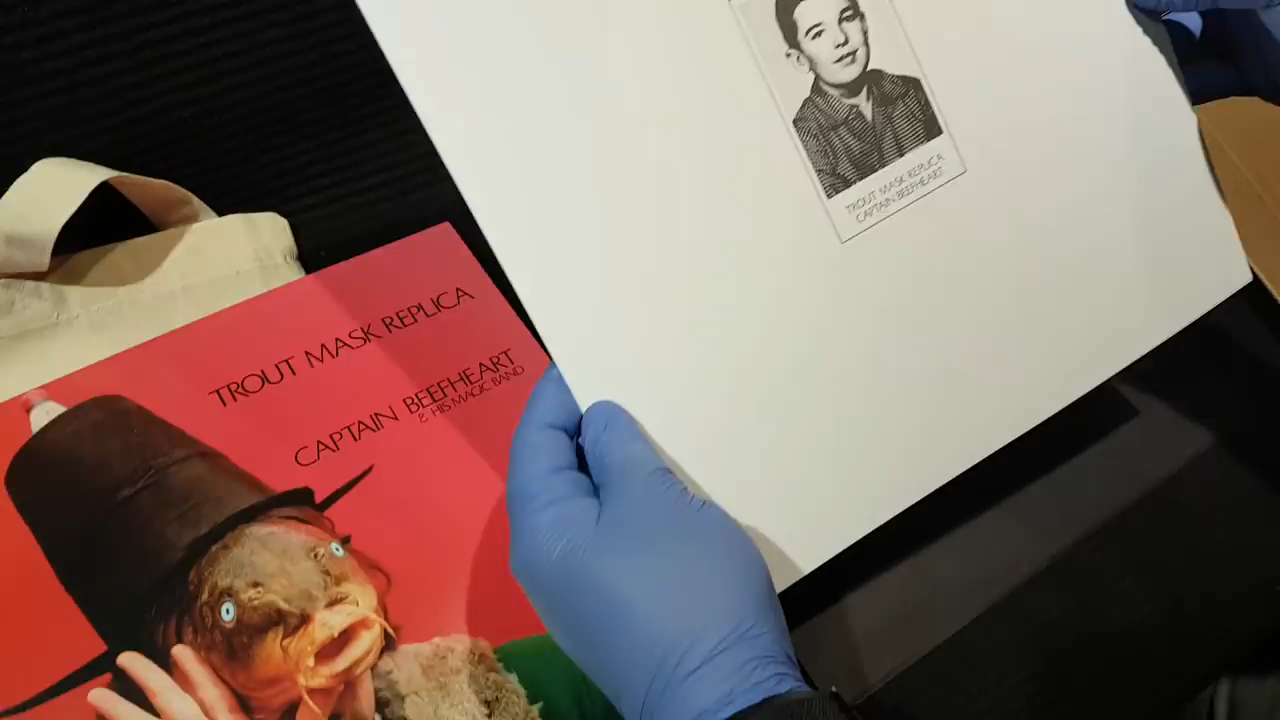 TROUT MASK REPLICA
CAPTAIN BEEFHEART
TROUT MASK REPLICA
CAPTAIN BEEFHEART
& HIS MAGIC BAND